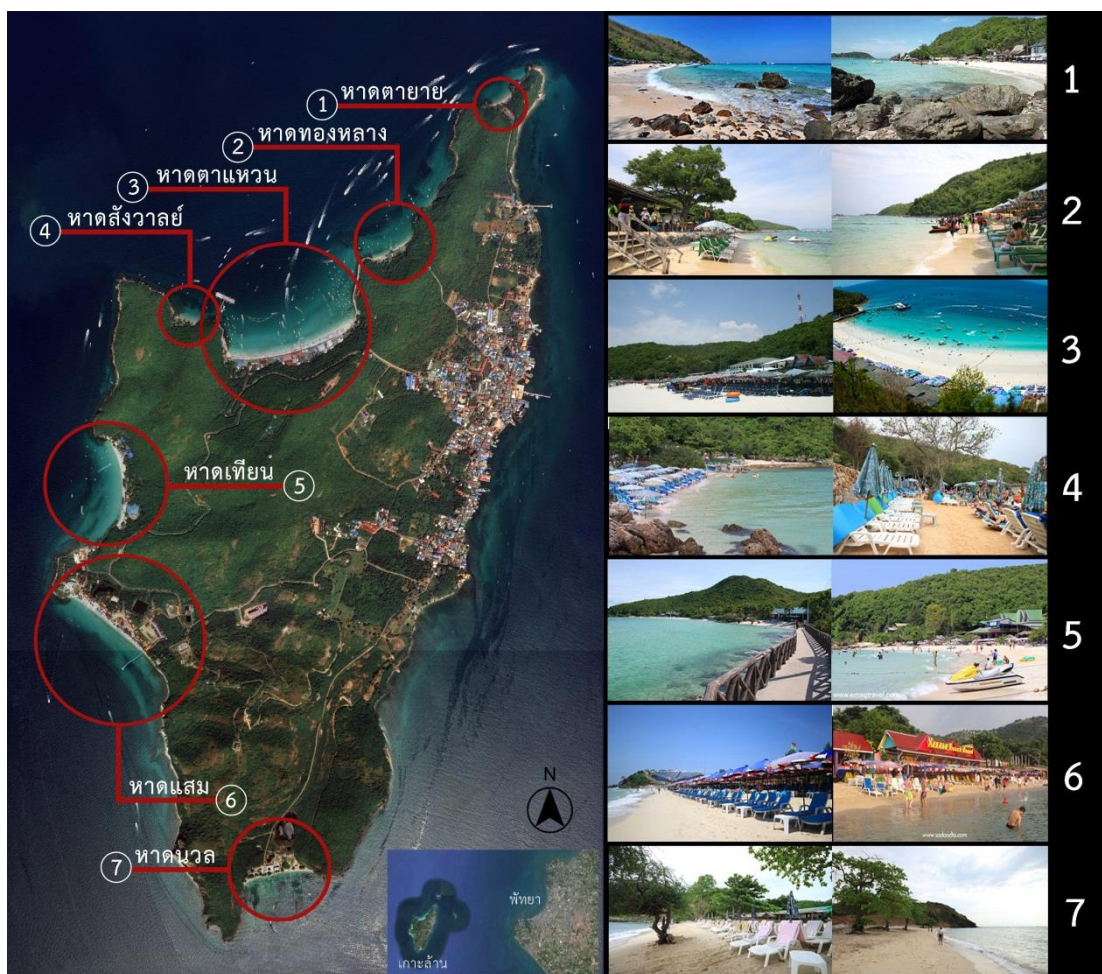 ① หาดตายาย
② หาดทองหลาง
③ หาดตาแหวน
④ หาดสังวาลย์
หาดเทียน ⑤
หาดแสม ⑥
⑦ หาดนวล
N
เกาะล้าน
พัทยา
1
2
3
4
5
www.emagtravel.com
6
7